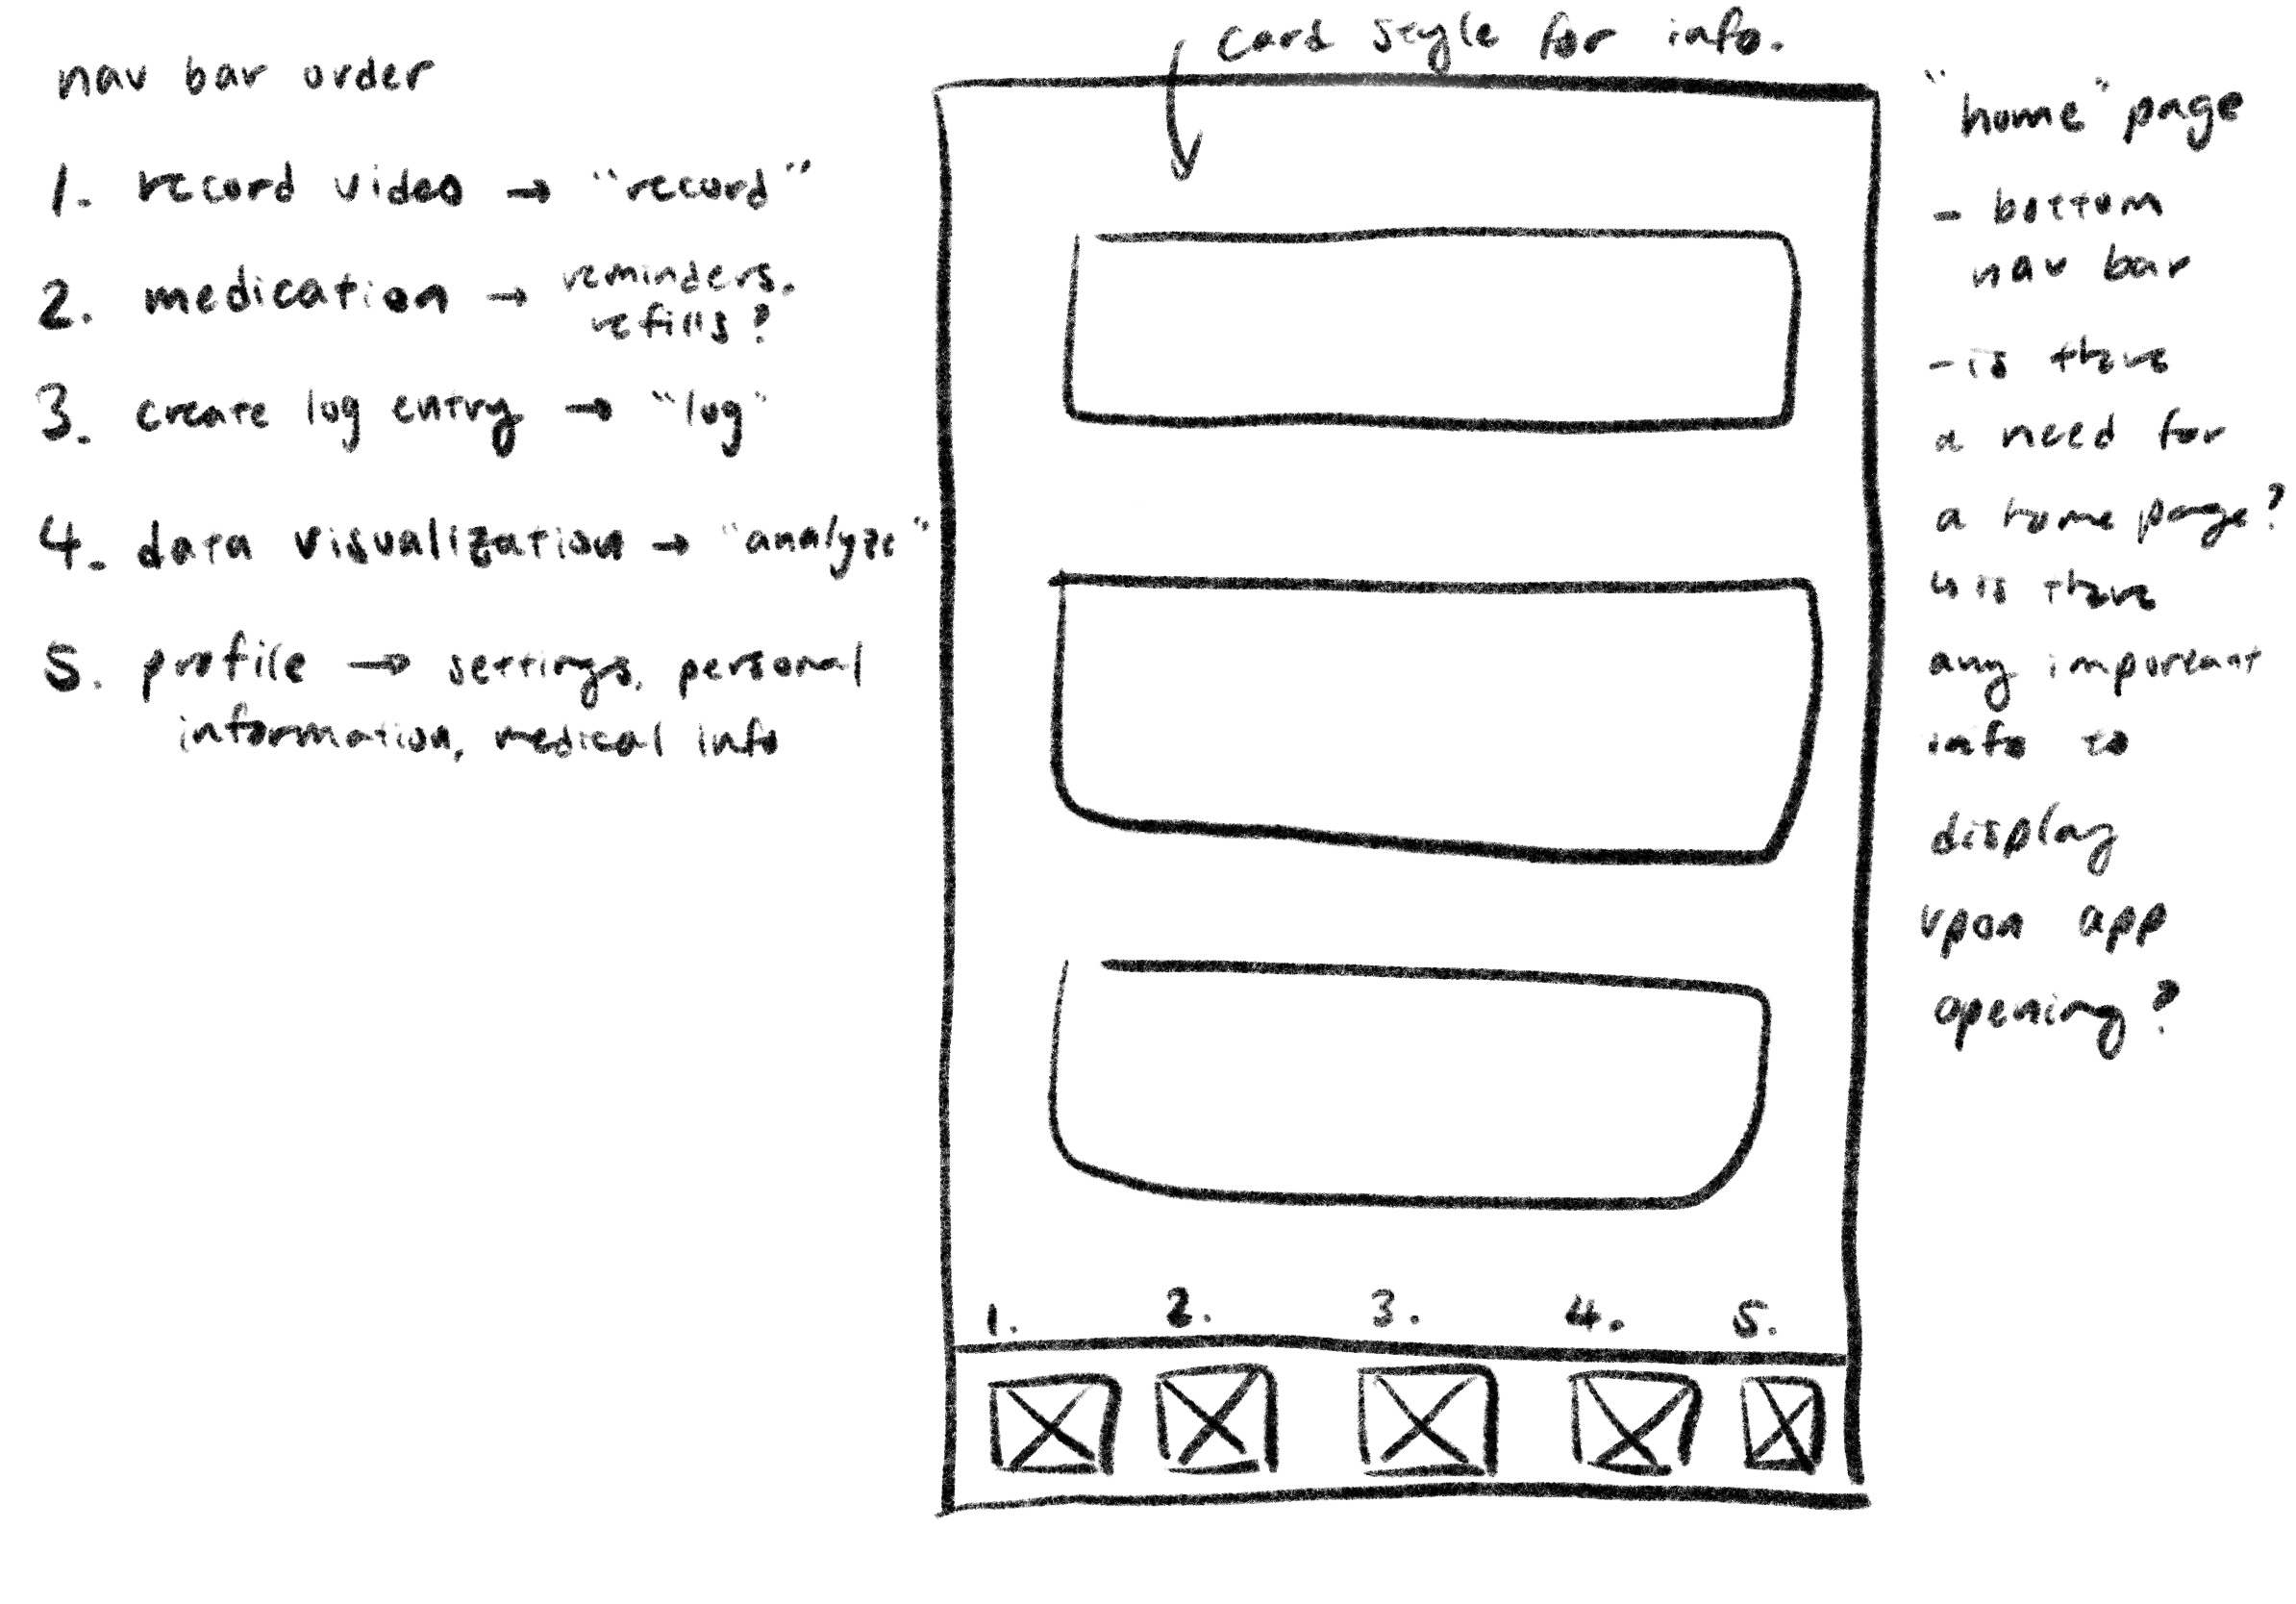 nav bar order
1. record video → "record"
2. medication → reminders.
refills?
3. create log entry → "log"
4. data visualization → "analyze"
5. profile → settings, personal
information, medical info
card style for info.
1. 2. 3. 4. 5.
"home" page
- bottom
nav bar
- is there
a need for
a home page?
↳ is there
any important
info to
display
upon app
opening?